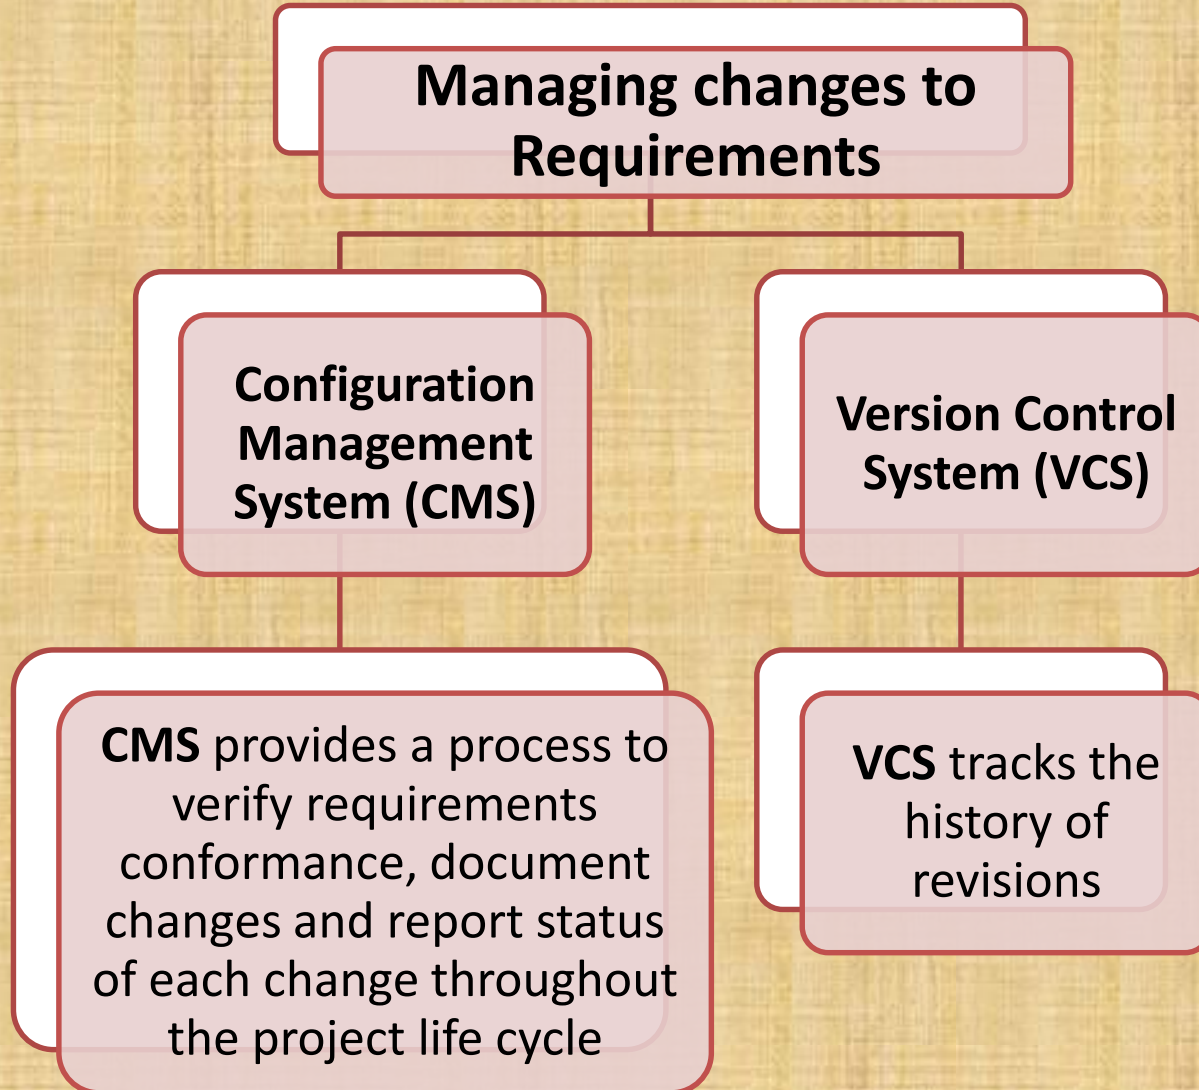 Managing changes to
Requirements
Configuration
Management
System (CMS)
Version Control
System (VCS)
CMS provides a process to
verify requirements
conformance, document
changes and report status
of each change throughout
the project life cycle
VCS tracks the
history of
revisions